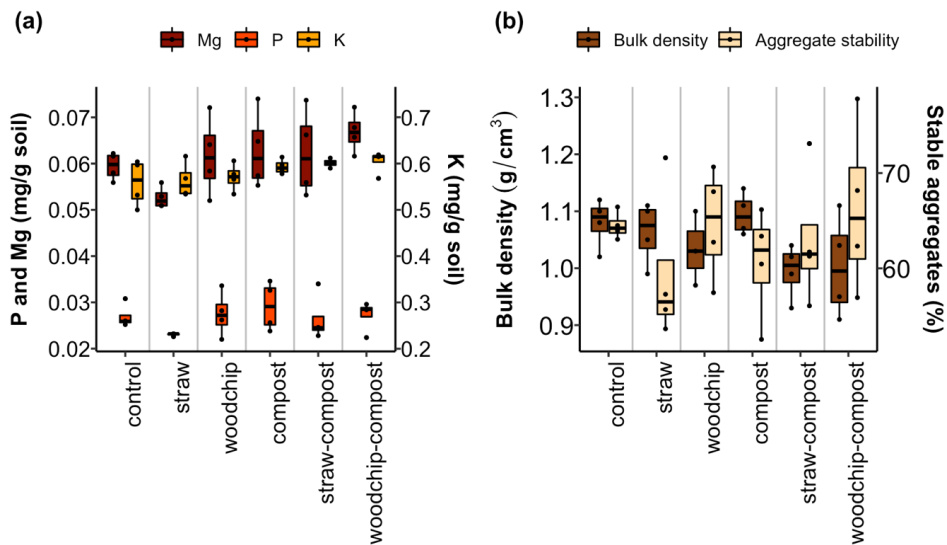 (a)
Mg P K
P and Mg (mg/g soil)
0.07
0.06
0.05
0.04
0.03
0.02
0.7
0.6
0.5
0.4
0.3
0.2
K (mg/g soil)
control
straw
woodchip
compost
straw-compost
woodchip-compost
(b)
Bulk density Aggregate stability
Bulk density (g/cm³)
1.3
1.1
1.0
0.9
70
60
Stable aggregates (%)
control
straw
woodchip
compost
straw-compost
woodchip-compost